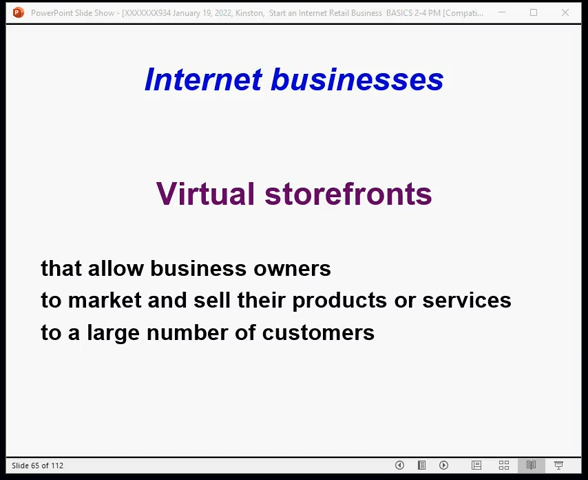 PowerPoint Slide Show - [XXXXXXX934 January 19, 2022, Kinston, Start an Internet Retail Business BASICS 2-4 PM [Compati...
Internet businesses
Virtual storefronts
that allow business owners
to market and sell their products or services
to a large number of customers
Slide 65 of 112